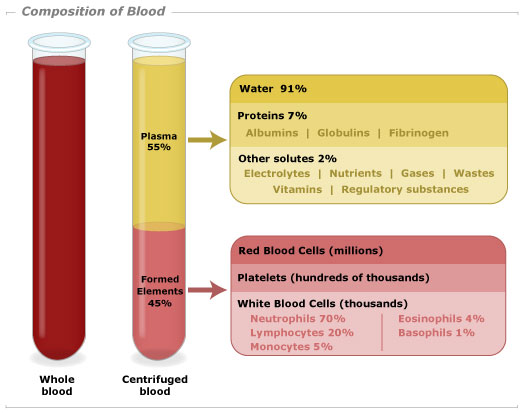 Composition of Blood
Plasma
55%
Formed
Elements
45%
Whole
blood
Centrifuged
blood
Water 91%
Proteins 7%
Albumins | Globulins | Fibrinogen
Other solutes 2%
Electrolytes | Nutrients | Gases | Wastes
Vitamins | Regulatory substances
Red Blood Cells (millions)
Platelets (hundreds of thousands)
White Blood Cells (thousands)
Neutrophils 70%
Lymphocytes 20%
Monocytes 5%
Eosinophils 4%
Basophils 1%